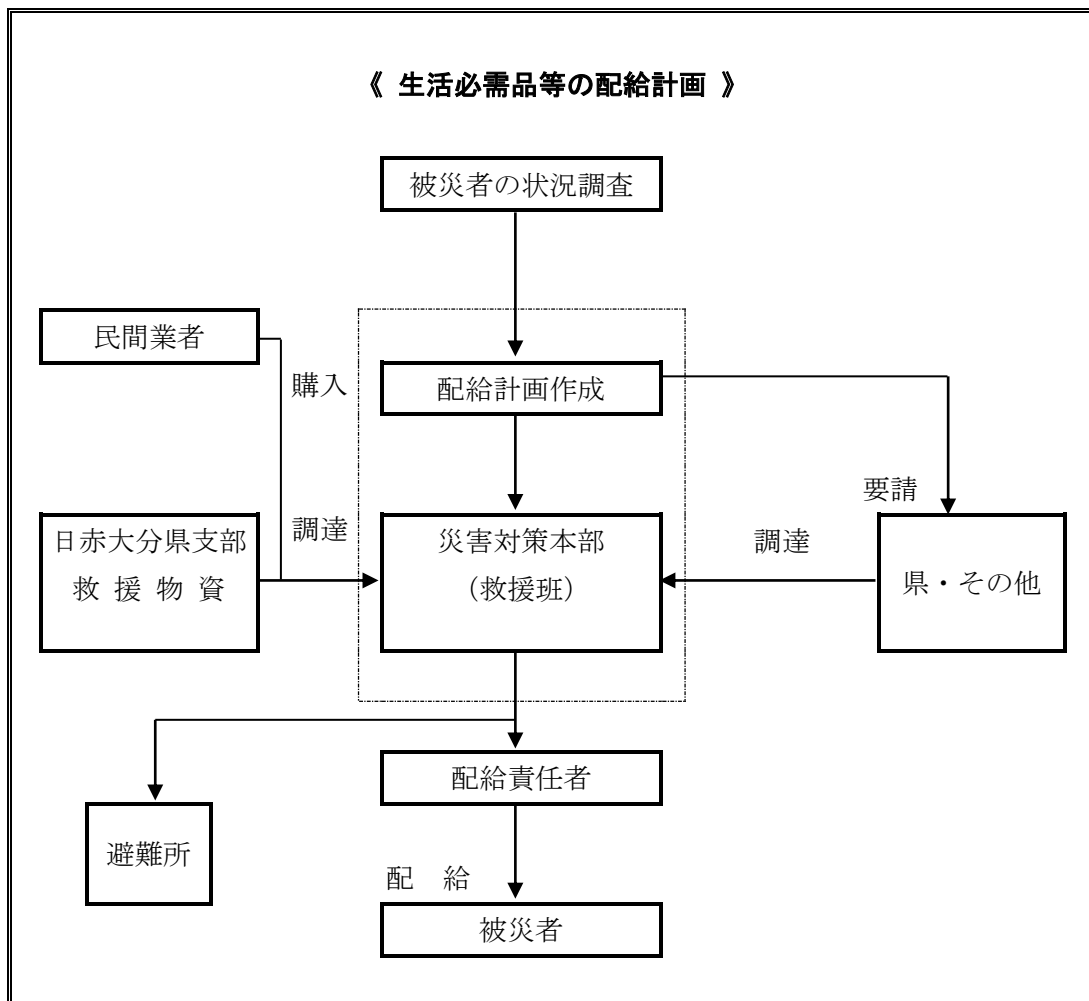 《 生活必需品等の配給計画 》
被災者の状況調査
民間業者
購入
配給計画作成
要請
日赤大分県支部
救 援 物 資
調達
災害対策本部
（救援班）
調達
県・その他
配給責任者
避難所
配　給
被災者